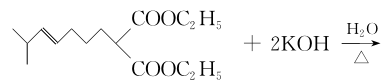 COOC₂H₅
COOC₂H₅
+ 2KOH
H₂O
△